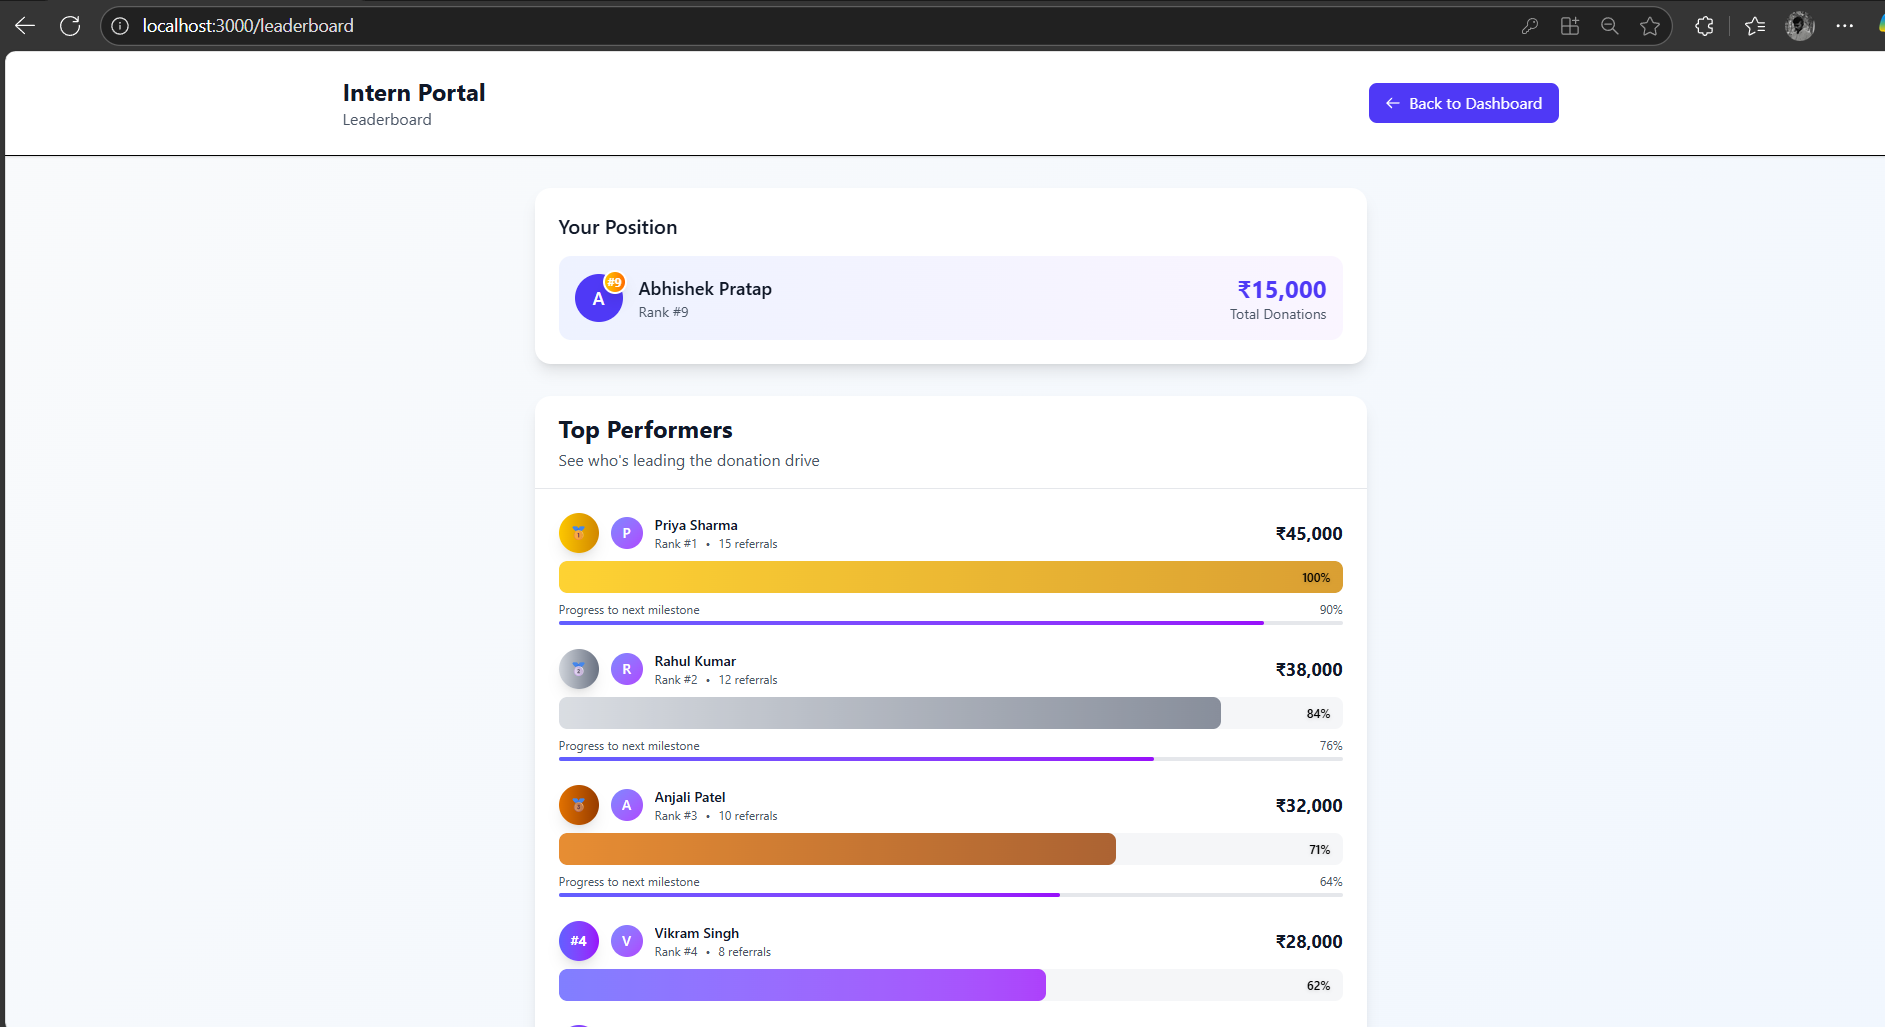 localhost:3000/leaderboard
Intern Portal
Leaderboard
← Back to Dashboard
Your Position
A
#9
Abhishek Pratap
Rank #9
₹15,000
Total Donations
Top Performers
See who's leading the donation drive
1
P
Priya Sharma
Rank #1 • 15 referrals
₹45,000
100%
Progress to next milestone
90%
2
R
Rahul Kumar
Rank #2 • 12 referrals
₹38,000
84%
Progress to next milestone
76%
3
A
Anjali Patel
Rank #3 • 10 referrals
₹32,000
71%
Progress to next milestone
64%
#4
V
Vikram Singh
Rank #4 • 8 referrals
₹28,000
62%